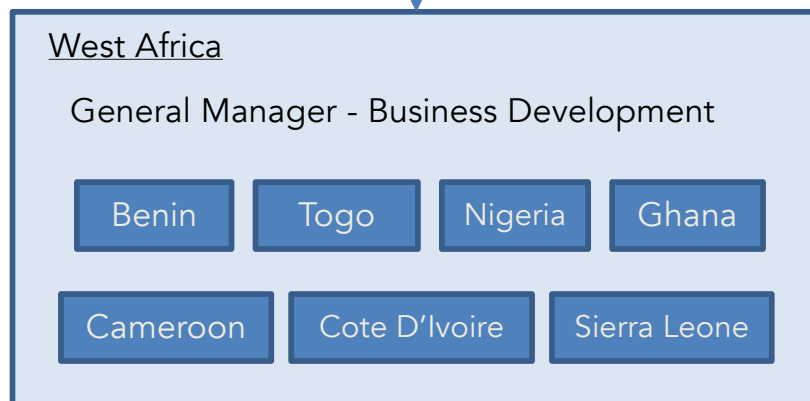 West Africa
General Manager - Business Development
Benin Togo Nigeria Ghana
Cameroon Cote D’Ivoire Sierra Leone